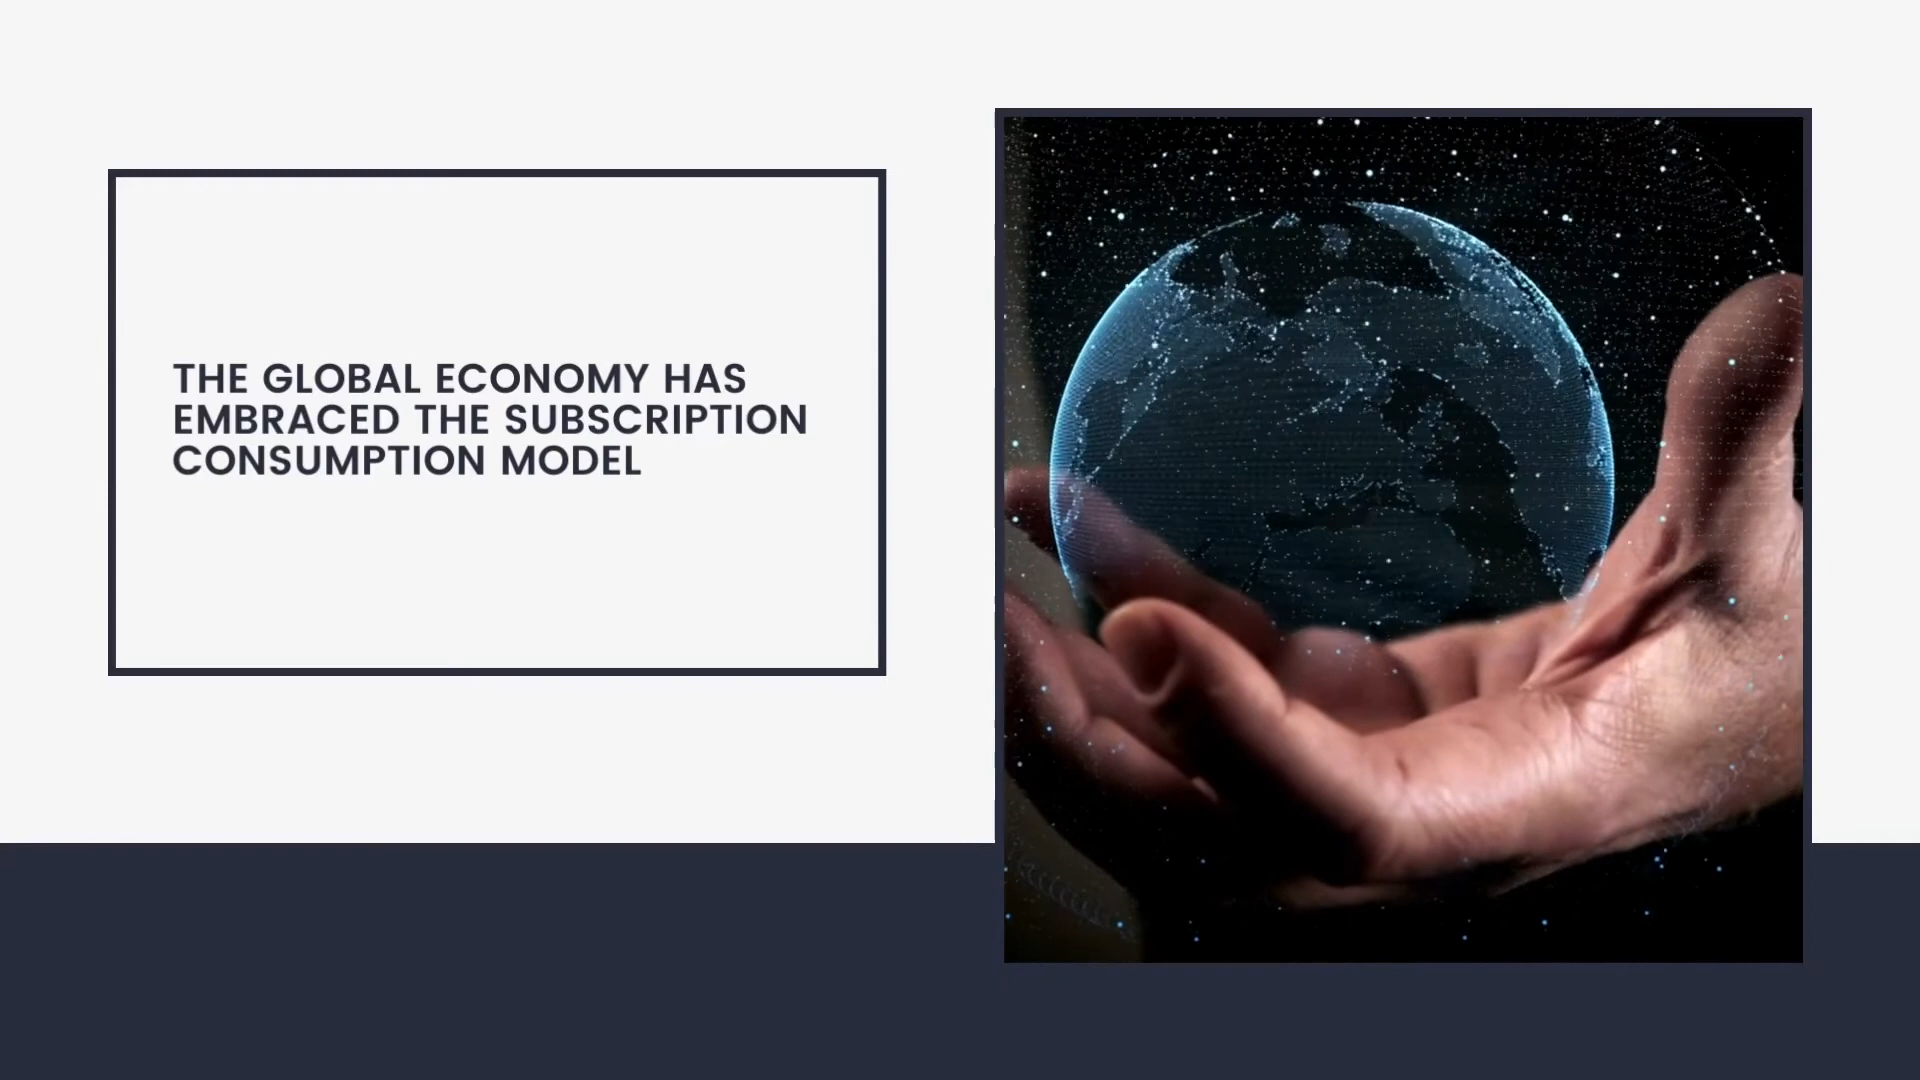 THE GLOBAL ECONOMY HAS
EMBRACED THE SUBSCRIPTION
CONSUMPTION MODEL